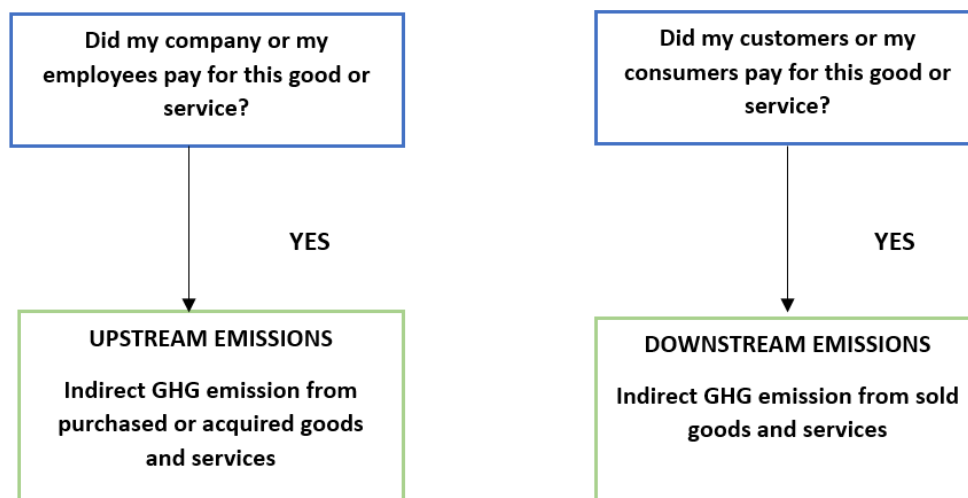 Did my company or my
employees pay for this good or
service?
YES
UPSTREAM EMISSIONS
Indirect GHG emission from
purchased or acquired goods
and services
Did my customers or my
consumers pay for this good or
service?
YES
DOWNSTREAM EMISSIONS
Indirect GHG emission from sold
goods and services